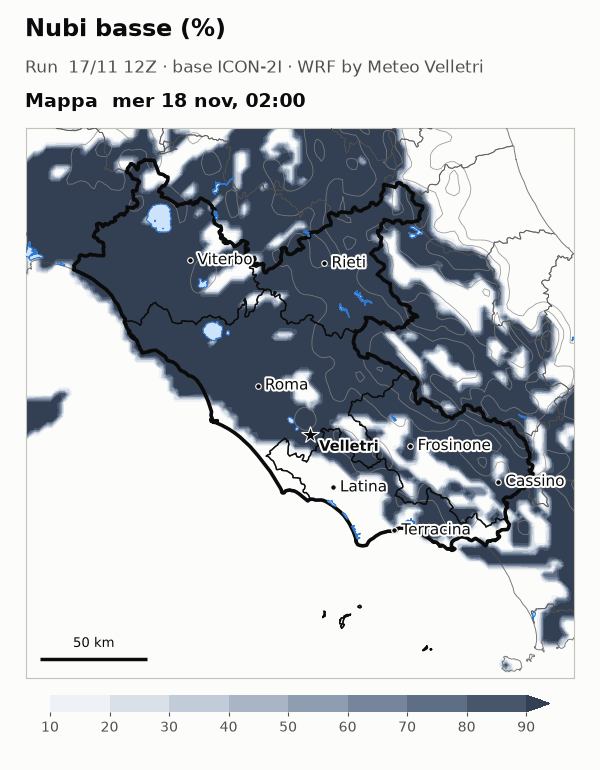 Nubi basse (%)
Run  17/11 12Z · base ICON-2I · WRF by Meteo Velletri
Mappa  mer 18 nov, 02:00
Viterbo
Rieti
Roma
Velletri
Frosinone
Cassino
Latina
Terracina
50 km
10 20 30 40 50 60 70 80 90